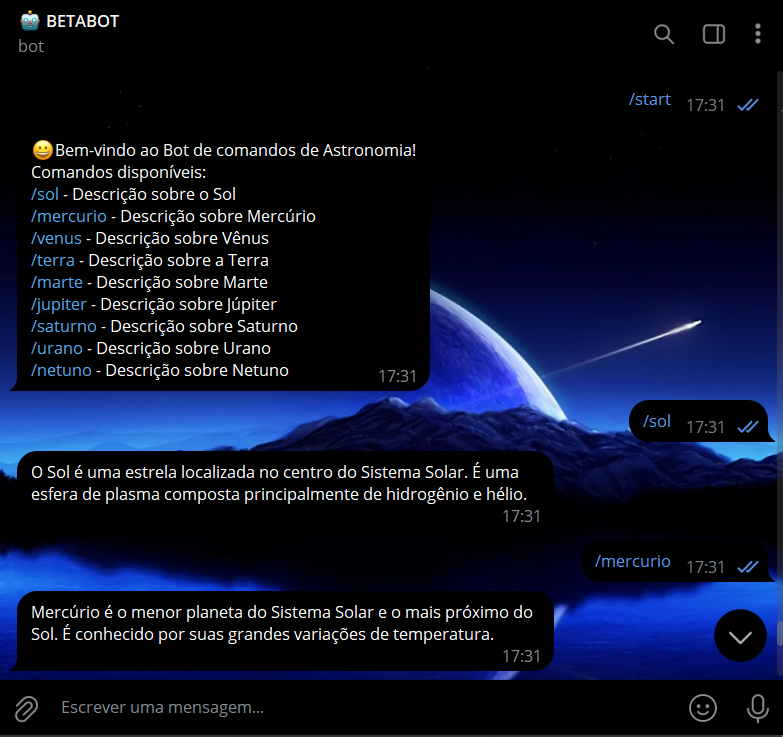 🤖 BETABOT
bot
/start 17:31
😀Bem-vindo ao Bot de comandos de Astronomia!
Comandos disponíveis:
/sol - Descrição sobre o Sol
/mercurio - Descrição sobre Mercúrio
/venus - Descrição sobre Vênus
/terra - Descrição sobre a Terra
/marte - Descrição sobre Marte
/jupiter - Descrição sobre Júpiter
/saturno - Descrição sobre Saturno
/urano - Descrição sobre Urano
/netuno - Descrição sobre Netuno
17:31
/sol 17:31
O Sol é uma estrela localizada no centro do Sistema Solar. É uma
esfera de plasma composta principalmente de hidrogênio e hélio.
17:31
/mercurio 17:31
Mercúrio é o menor planeta do Sistema Solar e o mais próximo do
Sol. É conhecido por suas grandes variações de temperatura.
17:31
Escrever uma mensagem...